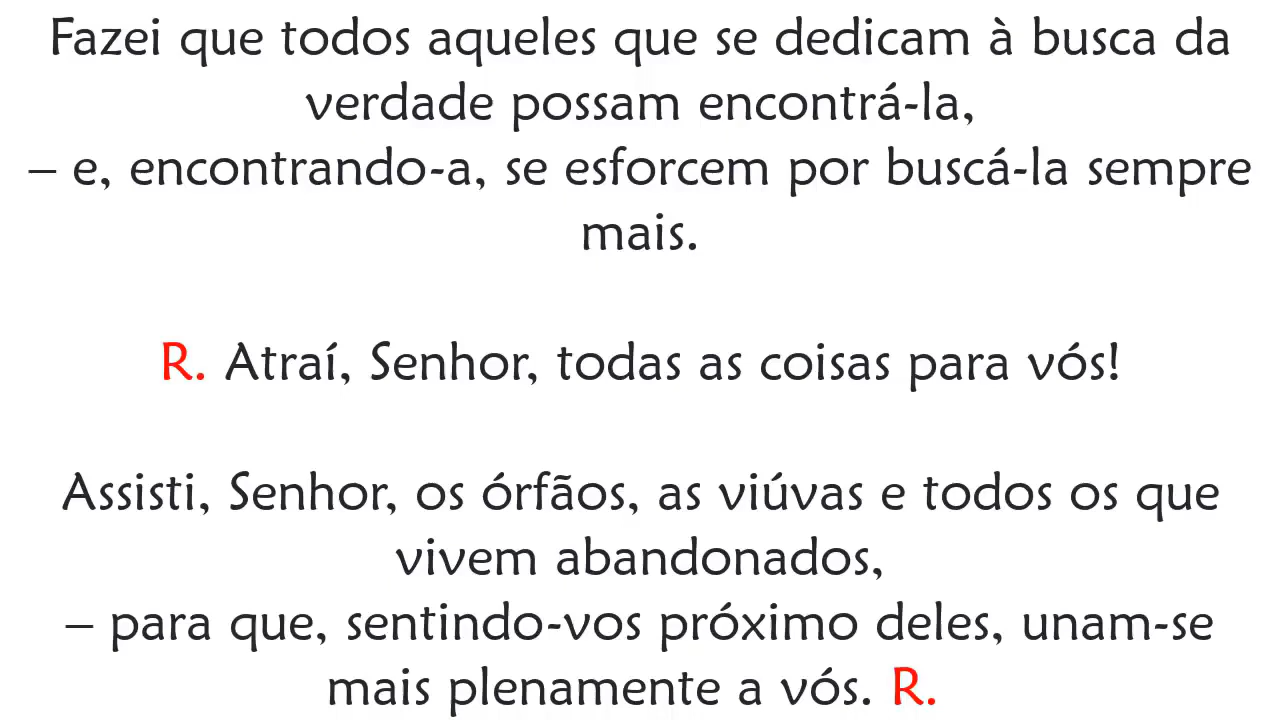 Fazei que todos aqueles que se dedicam à busca da
verdade possam encontrá-la,
– e, encontrando-a, se esforcem por buscá-la sempre
mais.
R. Atraí, Senhor, todas as coisas para vós!
Assisti, Senhor, os órfãos, as viúvas e todos os que
vivem abandonados,
– para que, sentindo-vos próximo deles, unam-se
mais plenamente a vós. R.